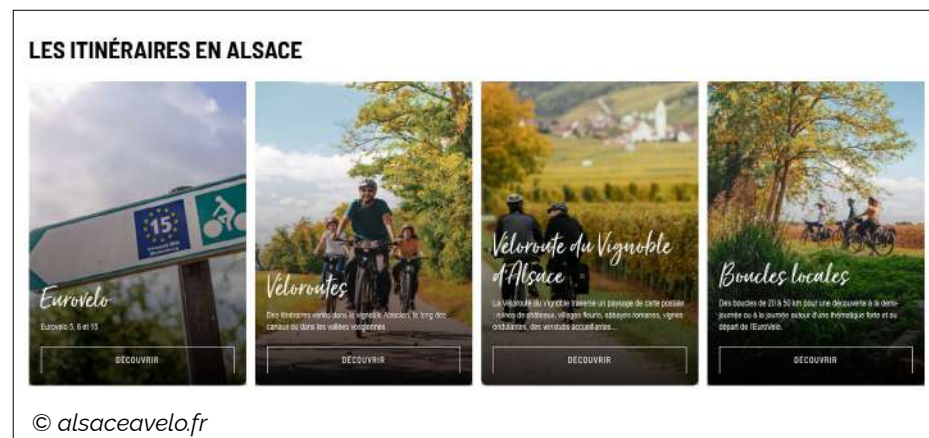 LES ITINÉRAIRES EN ALSACE
15
Eurovelo
Eurovelo 5, 6 et 15
DÉCOUVRIR
Véloroutes
Des itinéraires variés dans le vignoble Alsacien, le long des
canaux ou dans les vallées vosgiennes
DÉCOUVRIR
Véloroute du Vignoble
d'Alsace
La Véloroute du Vignoble traverse un paysage de carte postale
: ruines de châteaux, villages fleuris, abbayes romanes, vignes
ondulantes, des winstubs accueillantes...
DÉCOUVRIR
Boucles locales
Des boucles de 20 à 50 km pour une découverte à la demi-
journée ou à la journée autour d'une thématique forte et au
départ de l'EuroVelo.
DÉCOUVRIR
© alsaceavelo.fr